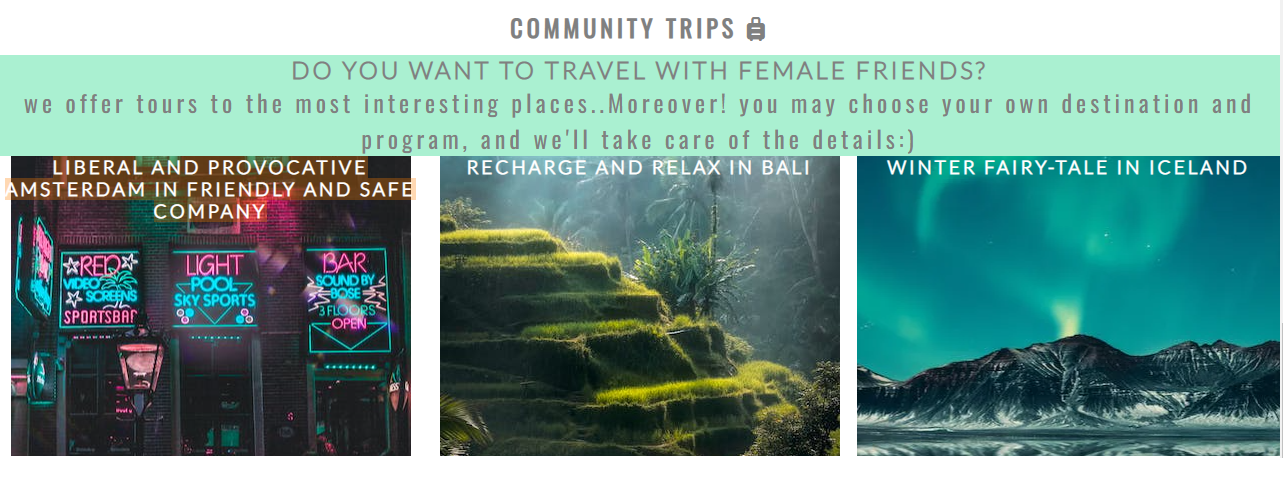 COMMUNITY TRIPS
DO YOU WANT TO TRAVEL WITH FEMALE FRIENDS?
we offer tours to the most interesting places..Moreover! you may choose your own destination and
program, and we'll take care of the details:)
LIBERAL AND PROVOCATIVE
AMSTERDAM IN FRIENDLY AND SAFE
COMPANY
RECHARGE AND RELAX IN BALI
WINTER FAIRY-TALE IN ICELAND
RED
VIDEO
SCREENS
SPORTSBAR
LIGHT
POOL
SKY SPORTS
BAR
SOUND BY
BOSE
3 FLOORS
OPEN